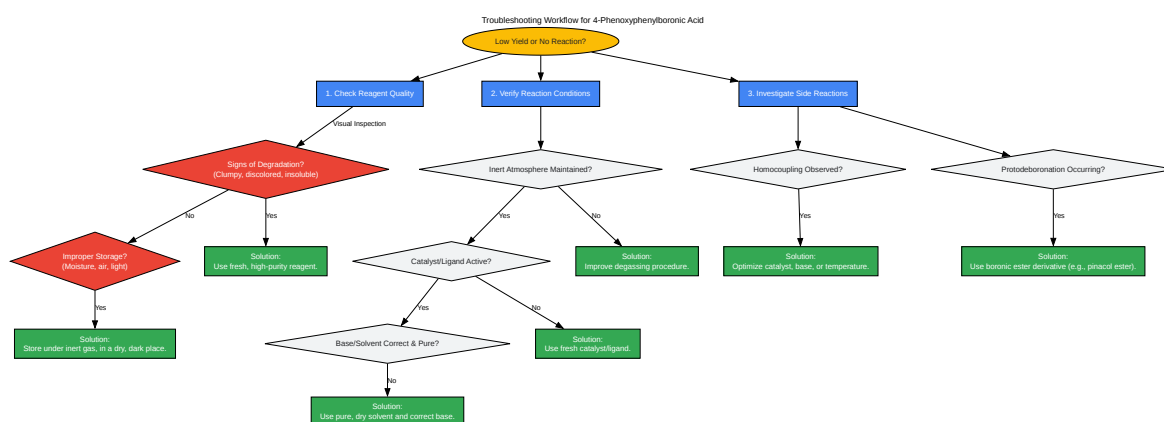 Troubleshooting Workflow for 4-Phenoxyphenylboronic Acid
Low Yield or No Reaction?
1. Check Reagent Quality
2. Verify Reaction Conditions
3. Investigate Side Reactions
Visual Inspection
Signs of Degradation?
(Clumpy, discolored, insoluble)
Inert Atmosphere Maintained?
Homocoupling Observed?
Protodeboronation Occurring?
No
Yes
Yes
No
Yes
Yes
Improper Storage?
(Moisture, air, light)
Solution:
Use fresh, high-purity reagent.
Catalyst/Ligand Active?
Solution:
Improve degassing procedure.
Solution:
Optimize catalyst, base, or temperature.
Solution:
Use boronic ester derivative (e.g., pinacol ester).
Yes
Yes
No
Solution:
Store under inert gas, in a dry, dark place.
Base/Solvent Correct & Pure?
Solution:
Use fresh catalyst/ligand.
No
Solution:
Use pure, dry solvent and correct base.